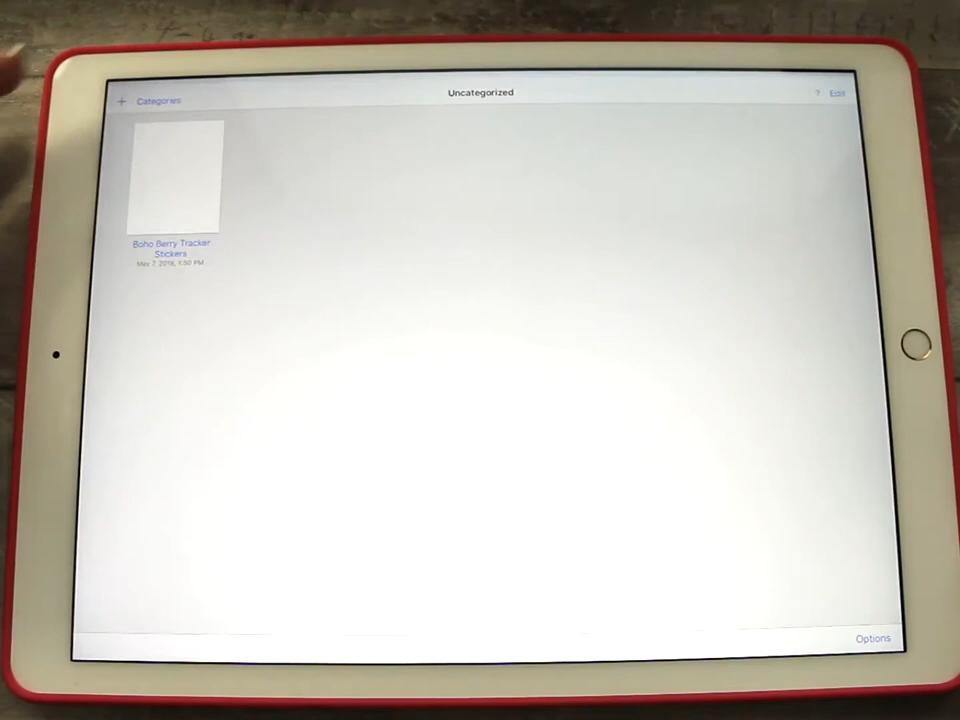 + Categories
Uncategorized
? Edit
Boho Berry Tracker
Stickers
May 7, 2018, 1:50 PM
Options